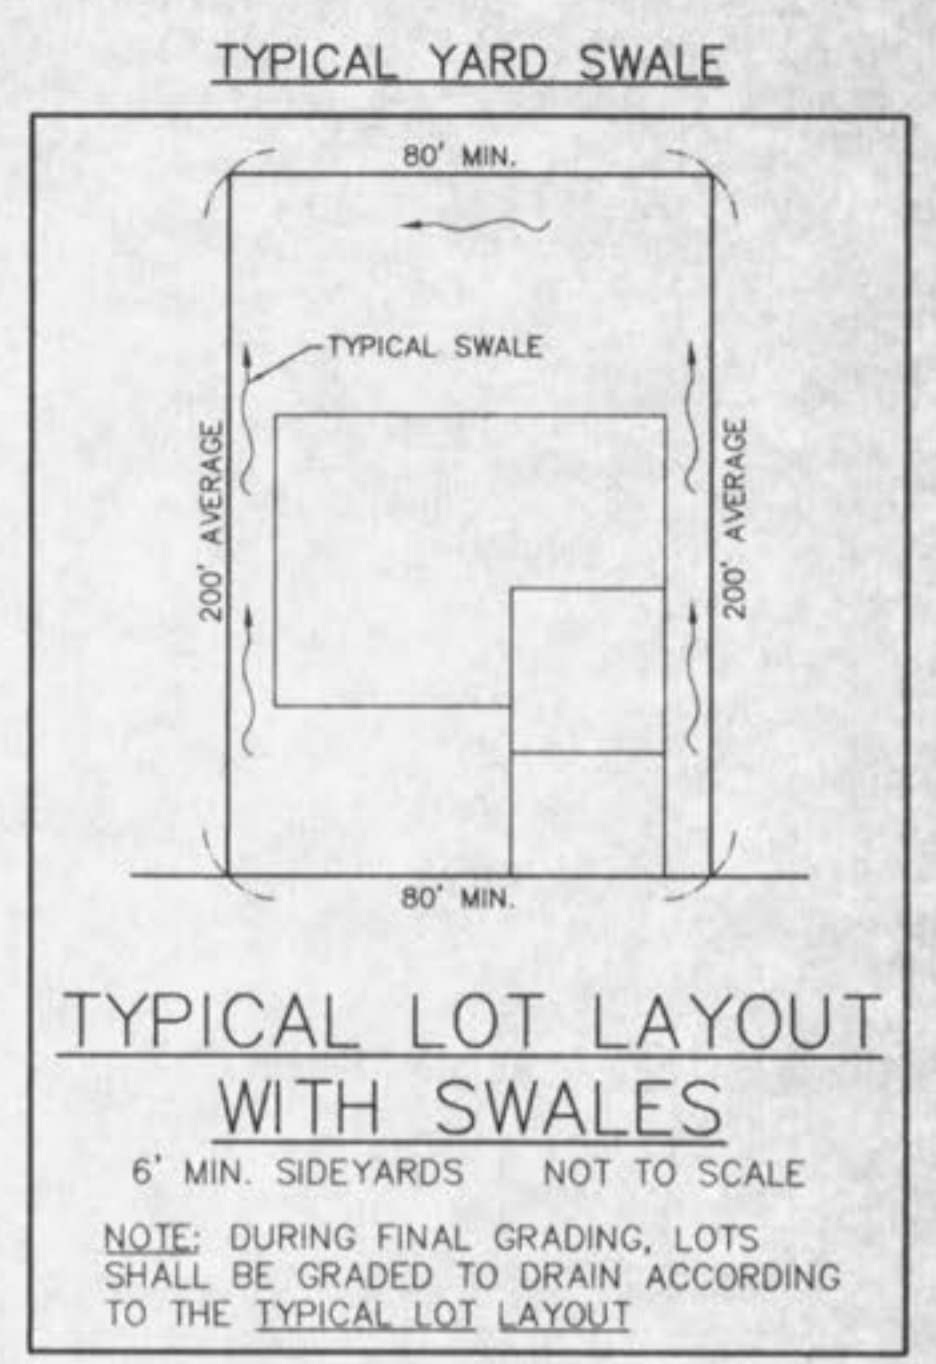 TYPICAL YARD SWALE
80' MIN.
TYPICAL SWALE
200' AVERAGE
200' AVERAGE
80' MIN.
TYPICAL LOT LAYOUT
WITH SWALES
6' MIN. SIDEYARDS NOT TO SCALE
NOTE: DURING FINAL GRADING, LOTS
SHALL BE GRADED TO DRAIN ACCORDING
TO THE TYPICAL LOT LAYOUT